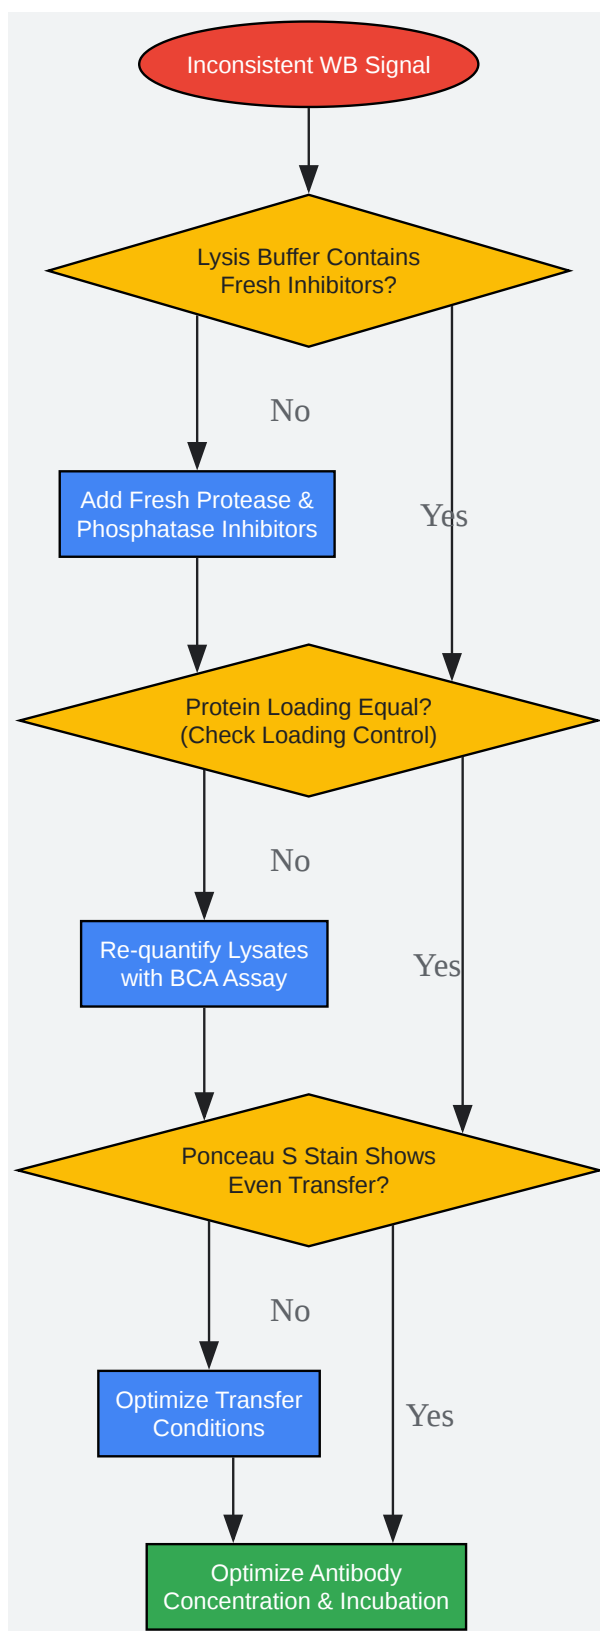 Inconsistent WB Signal
Lysis Buffer Contains
Fresh Inhibitors?
No
Add Fresh Protease &
Phosphatase Inhibitors
Yes
Protein Loading Equal?
(Check Loading Control)
No
Re-quantify Lysates
with BCA Assay
Yes
Ponceau S Stain Shows
Even Transfer?
No
Optimize Transfer
Conditions
Yes
Optimize Antibody
Concentration & Incubation